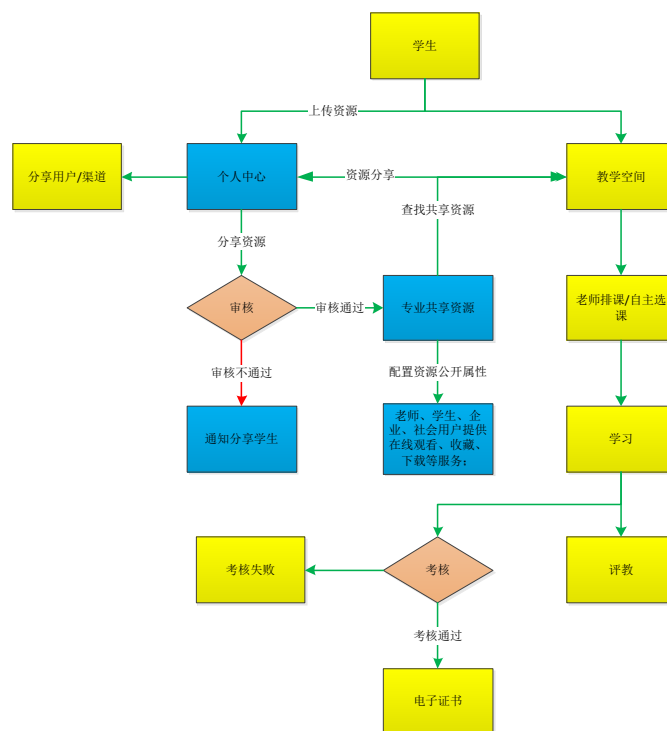 学生
上传资源
分享用户/渠道
个人中心
资源分享
教学空间
查找共享资源
分享资源
审核
审核通过
专业共享资源
老师排课/自主选
课
审核不通过
配置资源公开属性
通知分享学生
老师、学生、企
业、社会用户提供
在线观看、收藏、
下载等服务；
学习
考核失败
考核
评教
考核通过
电子证书